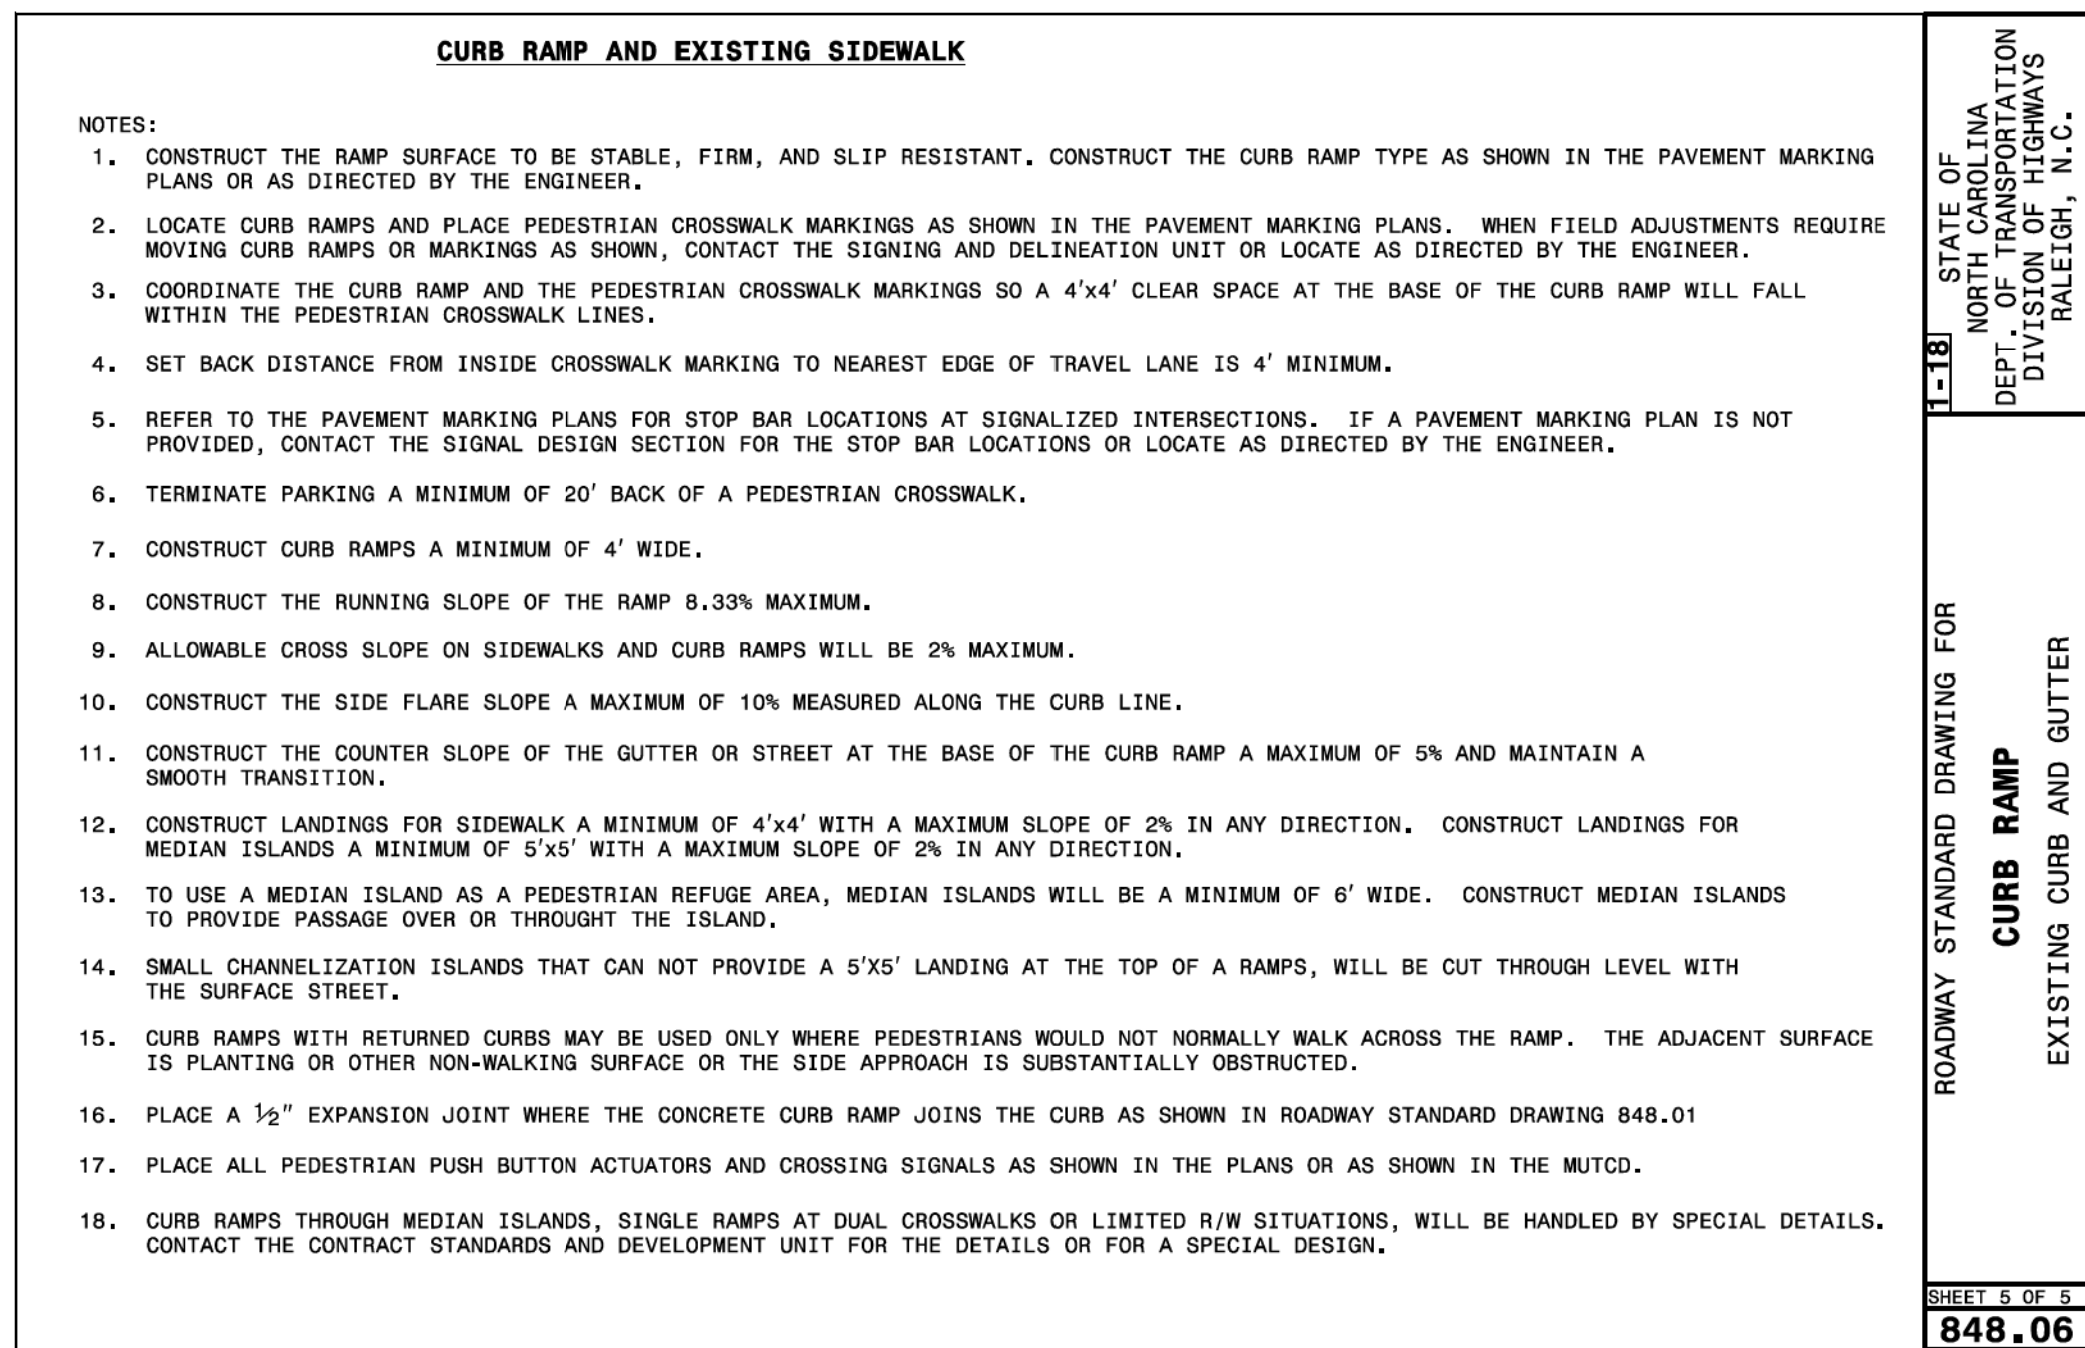 CURB RAMP AND EXISTING SIDEWALK
NOTES:
1. CONSTRUCT THE RAMP SURFACE TO BE STABLE, FIRM, AND SLIP RESISTANT. CONSTRUCT THE CURB RAMP TYPE AS SHOWN IN THE PAVEMENT MARKING
PLANS OR AS DIRECTED BY THE ENGINEER.
2. LOCATE CURB RAMPS AND PLACE PEDESTRIAN CROSSWALK MARKINGS AS SHOWN IN THE PAVEMENT MARKING PLANS. WHEN FIELD ADJUSTMENTS REQUIRE
MOVING CURB RAMPS OR MARKINGS AS SHOWN, CONTACT THE SIGNING AND DELINEATION UNIT OR LOCATE AS DIRECTED BY THE ENGINEER.
3. COORDINATE THE CURB RAMP AND THE PEDESTRIAN CROSSWALK MARKINGS SO A 4'x4' CLEAR SPACE AT THE BASE OF THE CURB RAMP WILL FALL
WITHIN THE PEDESTRIAN CROSSWALK LINES.
4. SET BACK DISTANCE FROM INSIDE CROSSWALK MARKING TO NEAREST EDGE OF TRAVEL LANE IS 4' MINIMUM.
5. REFER TO THE PAVEMENT MARKING PLANS FOR STOP BAR LOCATIONS AT SIGNALIZED INTERSECTIONS. IF A PAVEMENT MARKING PLAN IS NOT
PROVIDED, CONTACT THE SIGNAL DESIGN SECTION FOR THE STOP BAR LOCATIONS OR LOCATE AS DIRECTED BY THE ENGINEER.
6. TERMINATE PARKING A MINIMUM OF 20' BACK OF A PEDESTRIAN CROSSWALK.
7. CONSTRUCT CURB RAMPS A MINIMUM OF 4' WIDE.
8. CONSTRUCT THE RUNNING SLOPE OF THE RAMP 8.33% MAXIMUM.
9. ALLOWABLE CROSS SLOPE ON SIDEWALKS AND CURB RAMPS WILL BE 2% MAXIMUM.
10. CONSTRUCT THE SIDE FLARE SLOPE A MAXIMUM OF 10% MEASURED ALONG THE CURB LINE.
11. CONSTRUCT THE COUNTER SLOPE OF THE GUTTER OR STREET AT THE BASE OF THE CURB RAMP A MAXIMUM OF 5% AND MAINTAIN A
SMOOTH TRANSITION.
12. CONSTRUCT LANDINGS FOR SIDEWALK A MINIMUM OF 4'x4' WITH A MAXIMUM SLOPE OF 2% IN ANY DIRECTION. CONSTRUCT LANDINGS FOR
MEDIAN ISLANDS A MINIMUM OF 5'x5' WITH A MAXIMUM SLOPE OF 2% IN ANY DIRECTION.
13. TO USE A MEDIAN ISLAND AS A PEDESTRIAN REFUGE AREA, MEDIAN ISLANDS WILL BE A MINIMUM OF 6' WIDE. CONSTRUCT MEDIAN ISLANDS
TO PROVIDE PASSAGE OVER OR THROUGHT THE ISLAND.
14. SMALL CHANNELIZATION ISLANDS THAT CAN NOT PROVIDE A 5'X5' LANDING AT THE TOP OF A RAMPS, WILL BE CUT THROUGH LEVEL WITH
THE SURFACE STREET.
15. CURB RAMPS WITH RETURNED CURBS MAY BE USED ONLY WHERE PEDESTRIANS WOULD NOT NORMALLY WALK ACROSS THE RAMP. THE ADJACENT SURFACE
IS PLANTING OR OTHER NON-WALKING SURFACE OR THE SIDE APPROACH IS SUBSTANTIALLY OBSTRUCTED.
16. PLACE A ½" EXPANSION JOINT WHERE THE CONCRETE CURB RAMP JOINS THE CURB AS SHOWN IN ROADWAY STANDARD DRAWING 848.01
17. PLACE ALL PEDESTRIAN PUSH BUTTON ACTUATORS AND CROSSING SIGNALS AS SHOWN IN THE PLANS OR AS SHOWN IN THE MUTCD.
18. CURB RAMPS THROUGH MEDIAN ISLANDS, SINGLE RAMPS AT DUAL CROSSWALKS OR LIMITED R/W SITUATIONS, WILL BE HANDLED BY SPECIAL DETAILS.
CONTACT THE CONTRACT STANDARDS AND DEVELOPMENT UNIT FOR THE DETAILS OR FOR A SPECIAL DESIGN.
1-18
STATE OF
NORTH CAROLINA
DEPT. OF TRANSPORTATION
DIVISION OF HIGHWAYS
RALEIGH, N.C.
ROADWAY STANDARD DRAWING FOR
CURB RAMP
EXISTING CURB AND GUTTER
SHEET 5 OF 5
848.06